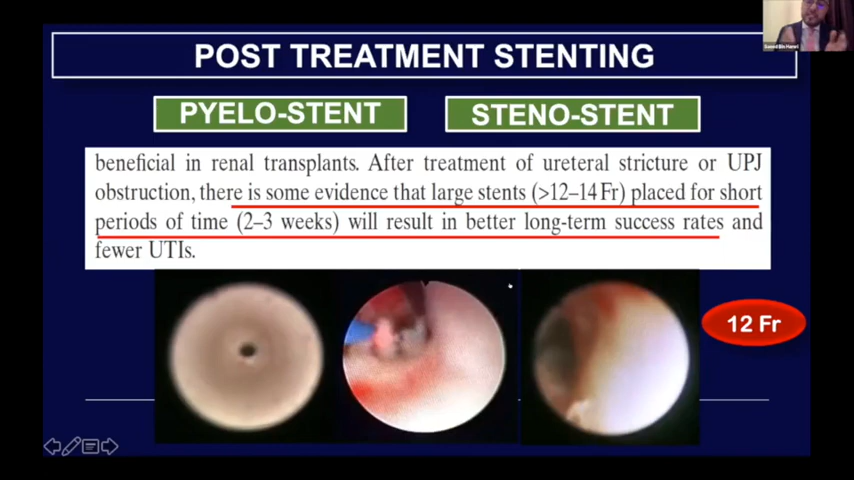 POST TREATMENT STENTING
PYELO-STENT
STENO-STENT
beneficial in renal transplants. After treatment of ureteral stricture or UPJ
obstruction, there is some evidence that large stents (>12–14 Fr) placed for short
periods of time (2–3 weeks) will result in better long-term success rates and
fewer UTIs.
12 Fr